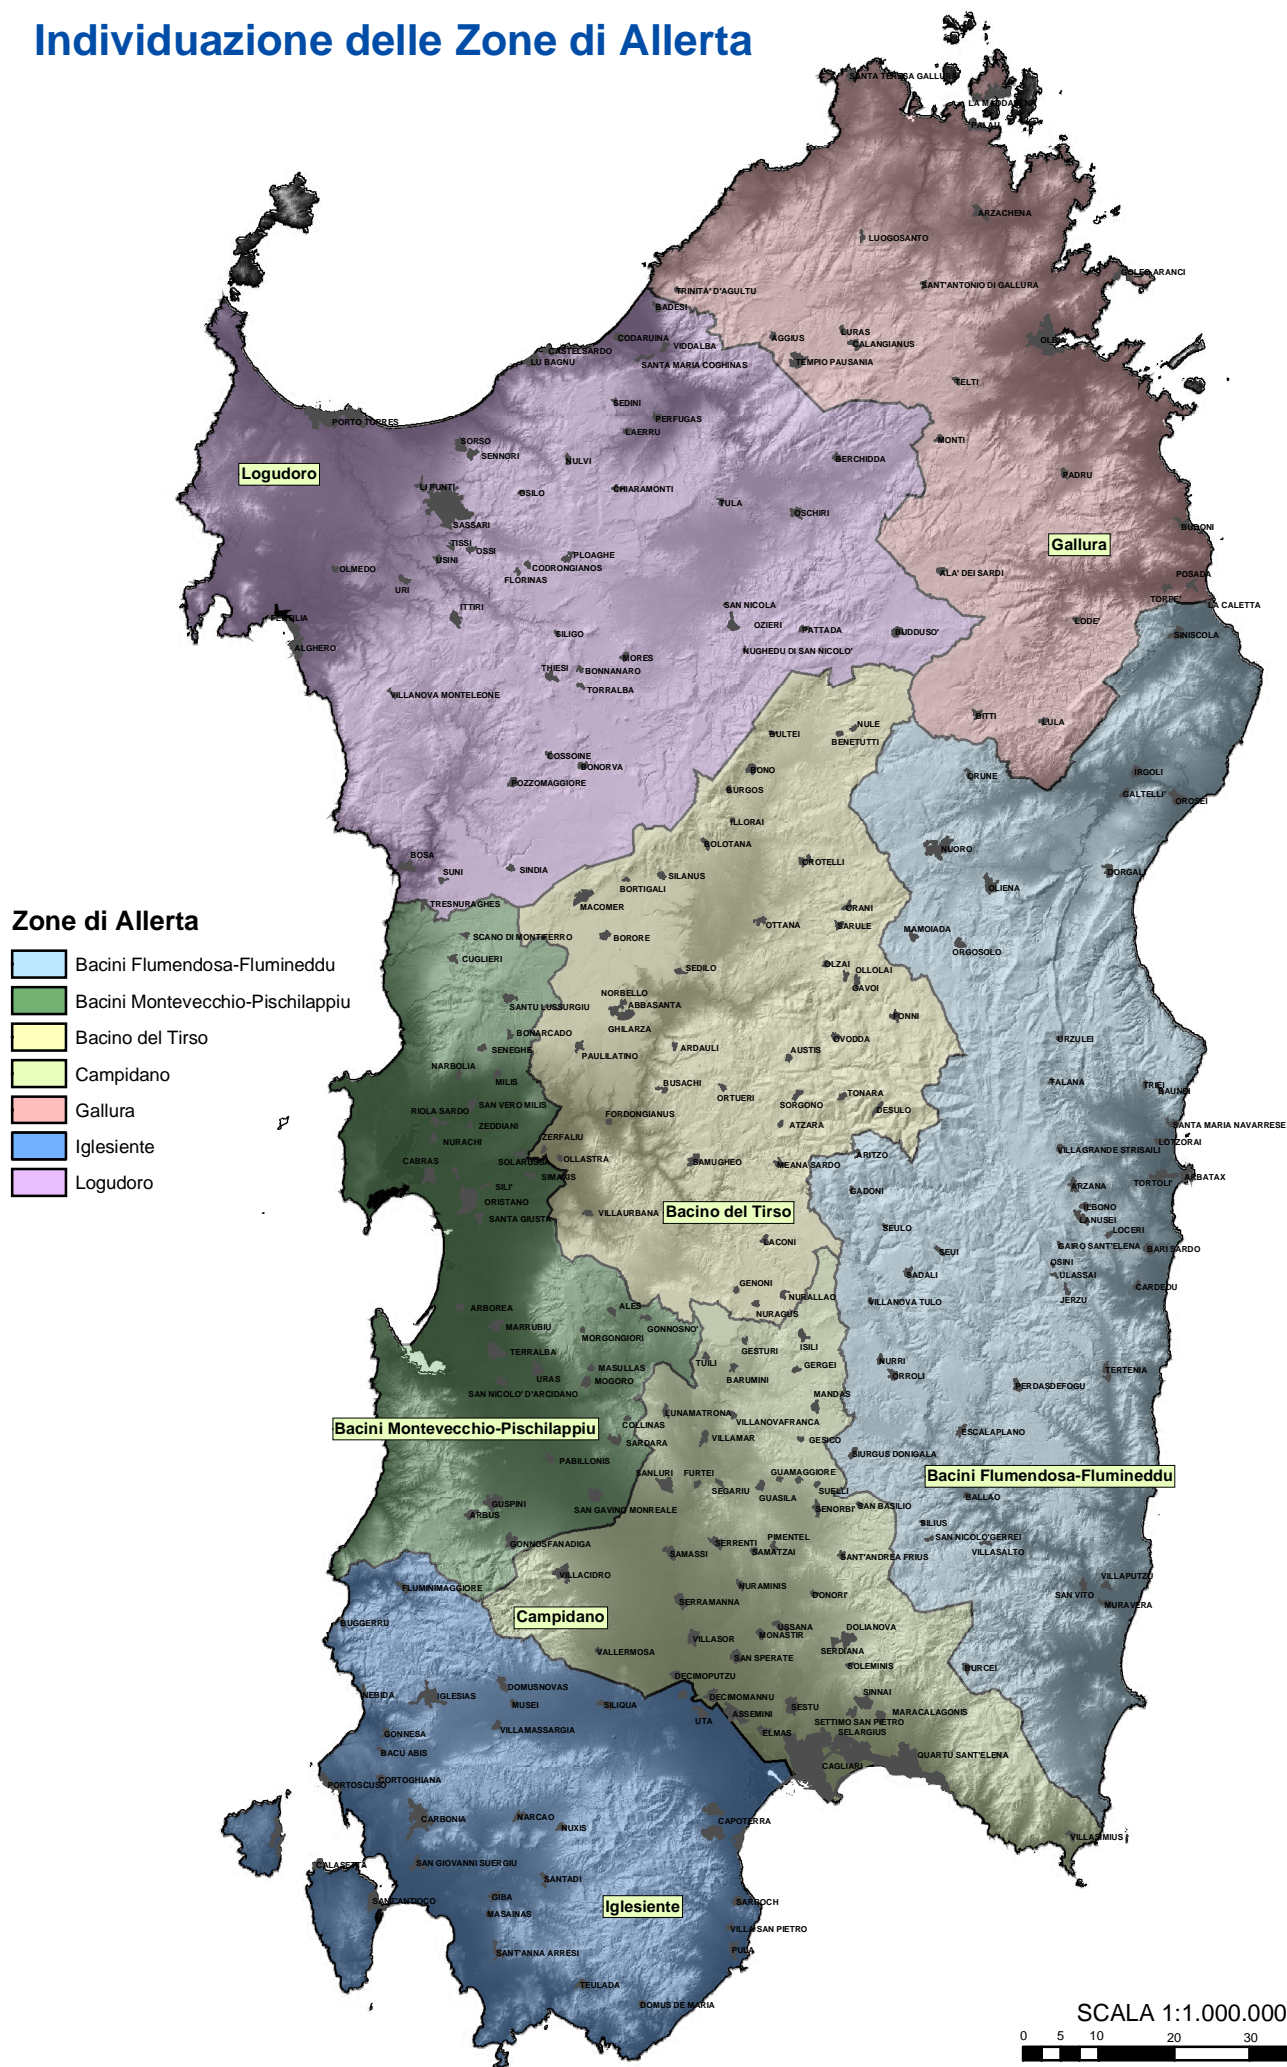 Individuazione delle Zone di Allerta
SANTA TERESA GALLURA
LA MADDALENA
PALAU
ARZACHENA
LUOGOSANTO
GOLFO ARANCI
SANT'ANTONIO DI GALLURA
TRINITA' D'AGULTU
BADESI
CODARUINA
VIDDALBA
AGGIUS
LURAS
CALANGIANUS
OLBIA
CASTELSARDO
LU BAGNU
SANTA MARIA COGHINAS
TEMPIO PAUSANIA
TELTI
SEDINI
PERFUGAS
LAERRU
PORTO TORRES
SORSO
SENNORI
MONTI
NULVI
BERCHIDDA
PADRU
Logudoro
LI PUNTI
OSILO
CHIARAMONTI
TULA
OSCHIRI
SASSARI
BUDONI
TISSI
OSSI
Gallura
USINI
PLOAGHE
CODRONGIANOS
FLORINAS
OLMEDO
URI
ALA' DEI SARDI
POSADA
TORPE'
LA CALETTA
ITTIRI
SAN NICOLA
OZIERI
PATTADA
BUDDUSO'
LODE'
SINISCOLA
FERTILIA
ALGHERO
SILIGO
NUGHEDU DI SAN NICOLO'
MORES
THIESI
BONNANARO
TORRALBA
VILLANOVA MONTELEONE
BITTI
LULA
NULE
BULTEI
BENETUTTI
COSSOINE
BONORVA
POZZOMAGGIORE
BONO
BURGOS
ORUNE
IRGOLI
GALTELLI'
OROSEI
ILLORAI
BOLOTANA
NUORO
BOSA
SUNI
SINDIA
SILANUS
BORTIGALI
OROTELLI
OLIENA
DORGALI
TRESNURAGHES
MACOMER
ORANI
OTTANA
SARULE
MAMOIADA
ORGOSOLO
Zone di Allerta
Bacini Flumendosa-Flumineddu
Bacini Montevecchio-Pischilappiu
Bacino del Tirso
Campidano
Gallura
Iglesiente
Logudoro
SCANO DI MONTIFERRO
CUGLIERI
BORORE
SEDILO
OLZAI
OLLOLAI
GAVOI
SANTU LUSSURGIU
NORBELLO
ABBASANTA
GHILARZA
FONNI
BONARCADO
SENEGHE
PAULILATINO
ARDAULI
AUSTIS
OVODDA
URZULEI
NARBOLIA
MILIS
BUSACHI
ORTUERI
SORGONO
TONARA
DESULO
TALANA
TRIEI
BAUNEI
RIOLA SARDO
SAN VERO MILIS
ZEDDIANI
NURACHI
FORDONGIANUS
ATZARA
SANTA MARIA NAVARRESE
LOTZORAI
ZERFALIU
SOLARUSSA
OLLASTRA
SIMAXIS
CABRAS
SAMUGHEO
MEANA SARDO
ARITZO
VILLAGRANDE STRISAILI
ARBATAX
TORTOLI'
SILI'
ORISTANO
SANTA GIUSTA
VILLAURBANA
Bacino del Tirso
GADONI
ARZANA
ILBONO
LANUSEI
LOCERI
SEULO
LACONI
SEUI
GAIRO SANT'ELENA
BARI SARDO
OSINI
ULASSAI
SADALI
CARDEDU
JERZU
GENONI
NURALLAO
NURAGUS
VILLANOVA TULO
ARBOREA
ALES
MARRUBIU
MORGONGIORI
GONNOSNO'
TERRALBA
GESTURI
ISILI
TUILI
BARUMINI
GERGEI
NURRI
ORROLI
MASULLAS
MOGORO
URAS
SAN NICOLO' D'ARCIDANO
PERDASDEFOGU
TERTENIA
MANDAS
Bacini Montevecchio-Pischilappiu
COLLINAS
SARDARA
LUNAMATRONA
VILLANOVAFRANCA
VILLAMAR
GESICO
ESCALAPLANO
SIURGUS DONIGALA
PABILLONIS
SANLURI
FURTEI
SEGARIU
GUAMAGGIORE
GUASILA
SUELLI
SENORBI'
SAN BASILIO
Bacini Flumendosa-Flumineddu
BALLAO
GUSPINI
ARBUS
SAN GAVINO MONREALE
SILIUS
SAN NICOLO'GERREI
VILLASALTO
GONNOSFANADIGA
SERRENTI
PIMENTEL
SAMASSI
SAMATZAI
SANT'ANDREA FRIUS
VILLACIDRO
FLUMINIMAGGIORE
NURAMINIS
DONORI'
SERRAMANNA
SAN VITO
VILLAPUTZU
MURAVERA
BUGGERRU
Campidano
USSANA
MONASTIR
DOLIANOVA
SERDIANA
SOLEMINIS
VILLASOR
SAN SPERATE
VALLERMOSA
BURCEI
DECIMOPUTZU
NEBIDA
IGLESIAS
DOMUSNOVAS
MUSEI
SILIQUA
DECIMOMANNU
ASSEMINI
UTA
SESTU
SINNAI
SETTIMO SAN PIETRO
MARACALAGONIS
SELARGIUS
ELMAS
GONNESA
VILLAMASSARGIA
BACU ABIS
CORTOGHIANA
PORTOSCUSO
CAGLIARI
QUARTU SANT'ELENA
CARBONIA
NARCAO
NUXIS
CAPOTERRA
VILLASIMIUS
CALASETTA
SAN GIOVANNI SUERGIU
SANTADI
SANT'ANTIOCO
GIBA
MASAINAS
Iglesiente
SARROCH
VILLA SAN PIETRO
PULA
SANT'ANNA ARRESI
TEULADA
DOMUS DE MARIA
SCALA 1:1.000.000
0 5 10 20 30